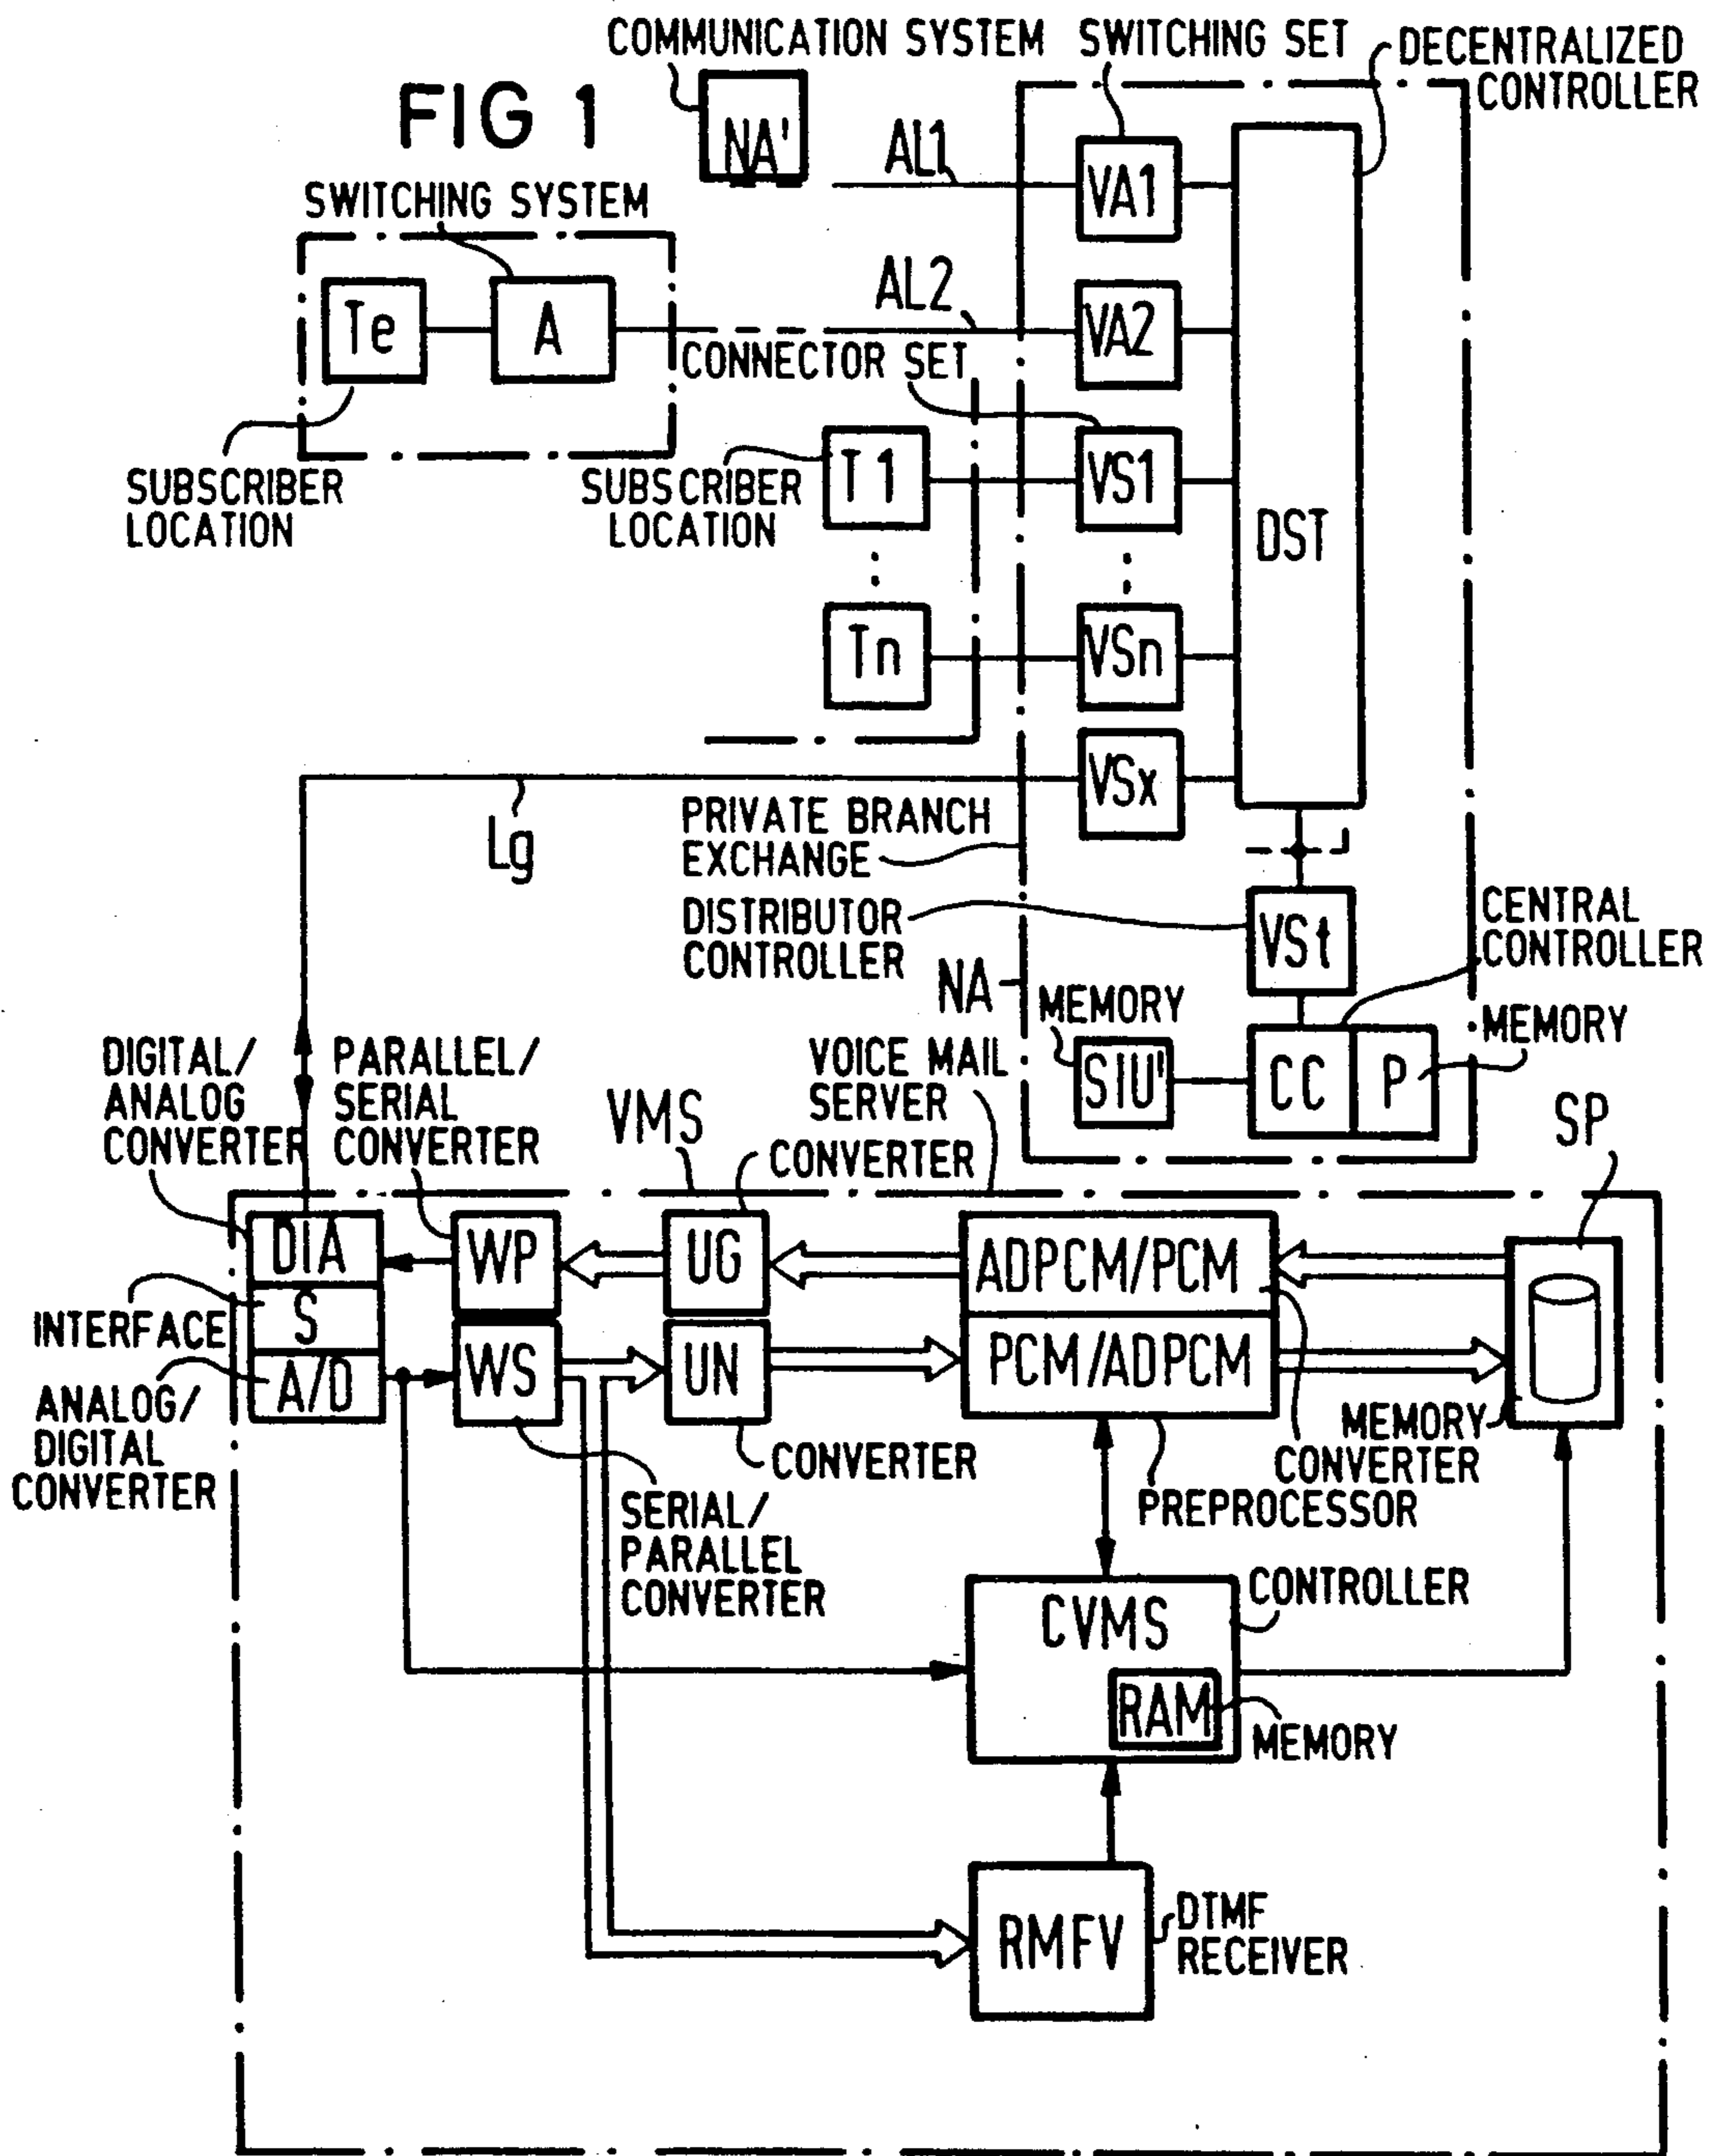 COMMUNICATION SYSTEM
SWITCHING SET
DECENTRALIZED
CONTROLLER
FIG 1
NA'
AL1
VA1
SWITCHING SYSTEM
Te
A
AL2
VA2
CONNECTOR SET
SUBSCRIBER
LOCATION
SUBSCRIBER
LOCATION
T1
VS1
DST
Tn
VSn
VSx
Lg
PRIVATE BRANCH
EXCHANGE
DISTRIBUTOR
CONTROLLER
VSt
CENTRAL
CONTROLLER
NA
MEMORY
SIU'
CC
P
MEMORY
DIGITAL/
ANALOG
CONVERTER
PARALLEL/
SERIAL
CONVERTER
VMS
VOICE MAIL
SERVER
CONVERTER
SP
DIA
WP
UG
ADPCM/PCM
INTERFACE
S
A/D
WS
UN
PCM/ADPCM
ANALOG/
DIGITAL
CONVERTER
CONVERTER
MEMORY
CONVERTER
PREPROCESSOR
SERIAL/
PARALLEL
CONVERTER
CONTROLLER
CVMS
RAM
MEMORY
RMFV
DTMF
RECEIVER